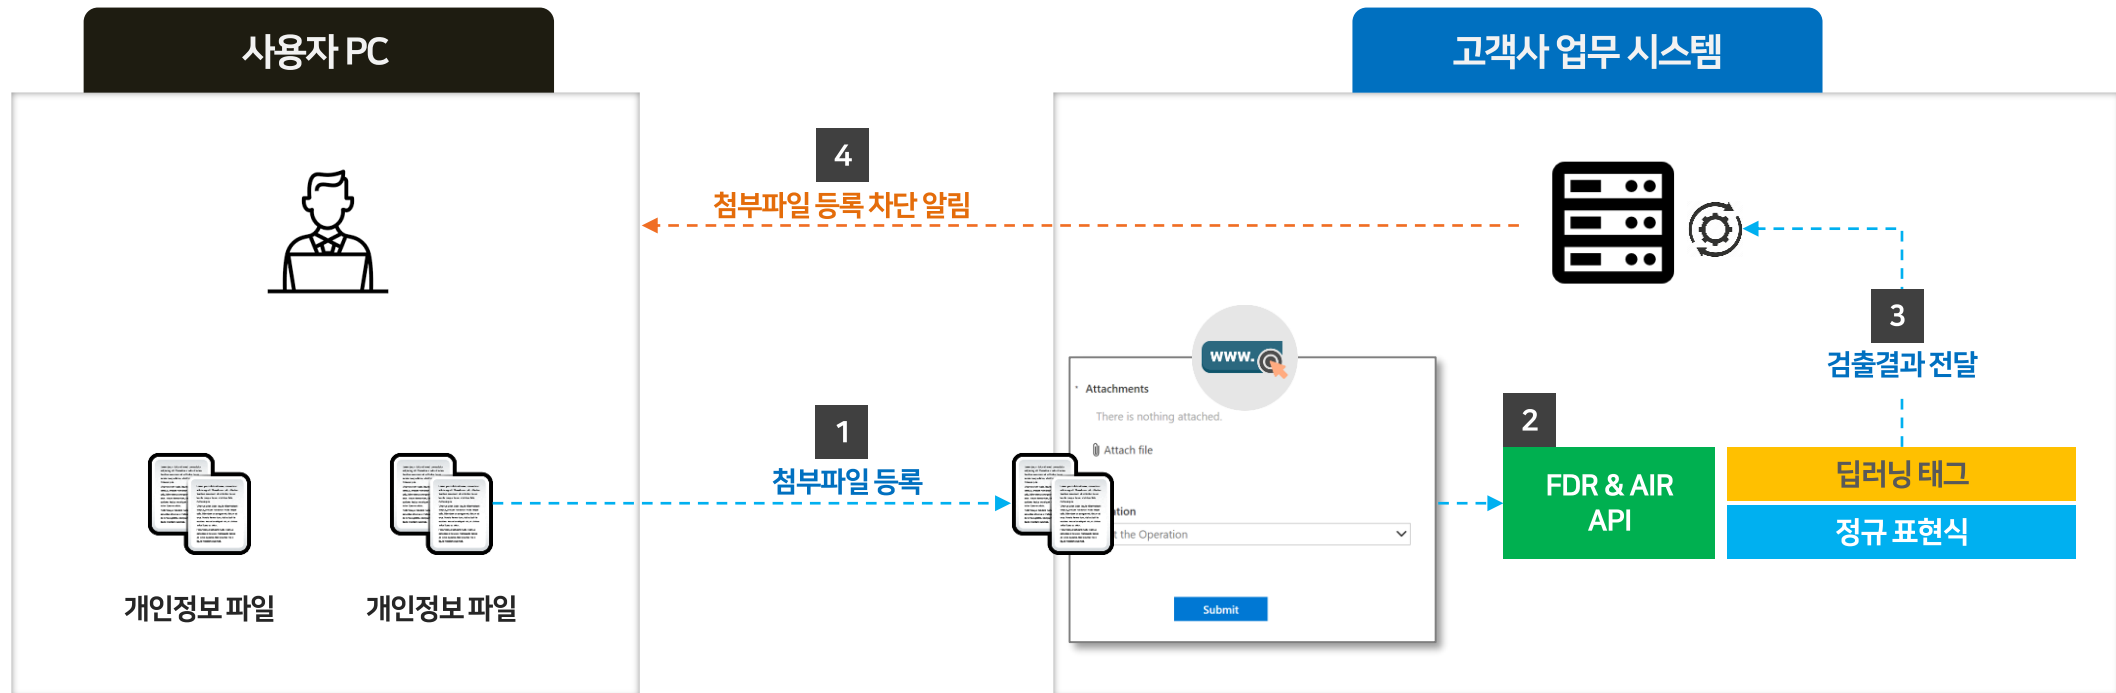 사용자 PC
고객사 업무 시스템
4
첨부파일 등록 차단 알림
3
검출결과 전달
www.
Attachments
There is nothing attached.
Attach file
1
첨부파일 등록
2
FDR & AIR
API
딥러닝 태그
정규 표현식
the Operation
Submit
개인정보 파일
개인정보 파일